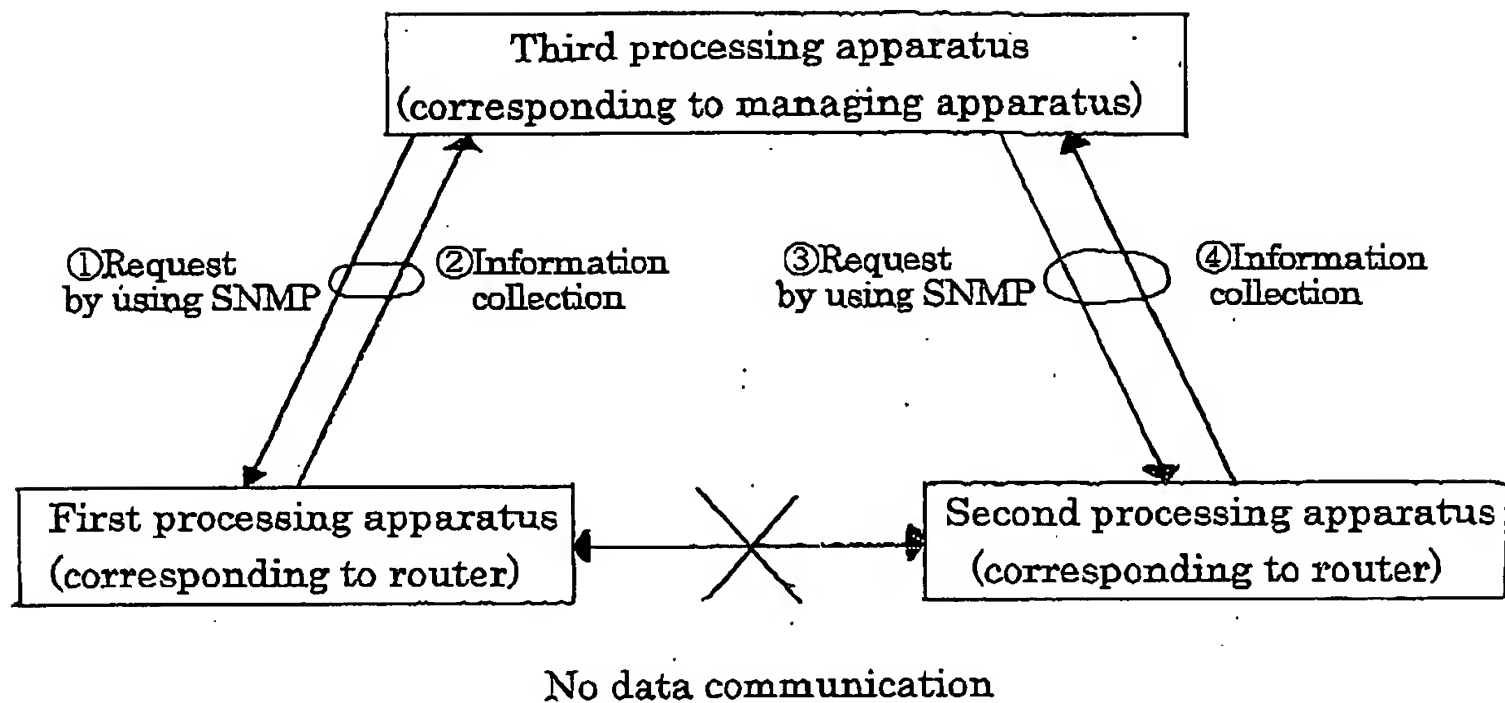 Third processing apparatus
(corresponding to managing apparatus)
①Request
by using SNMP
②Information
collection
③Request
by using SNMP
④Information
collection
First processing apparatus
(corresponding to router)
Second processing apparatus
(corresponding to router)
No data communication